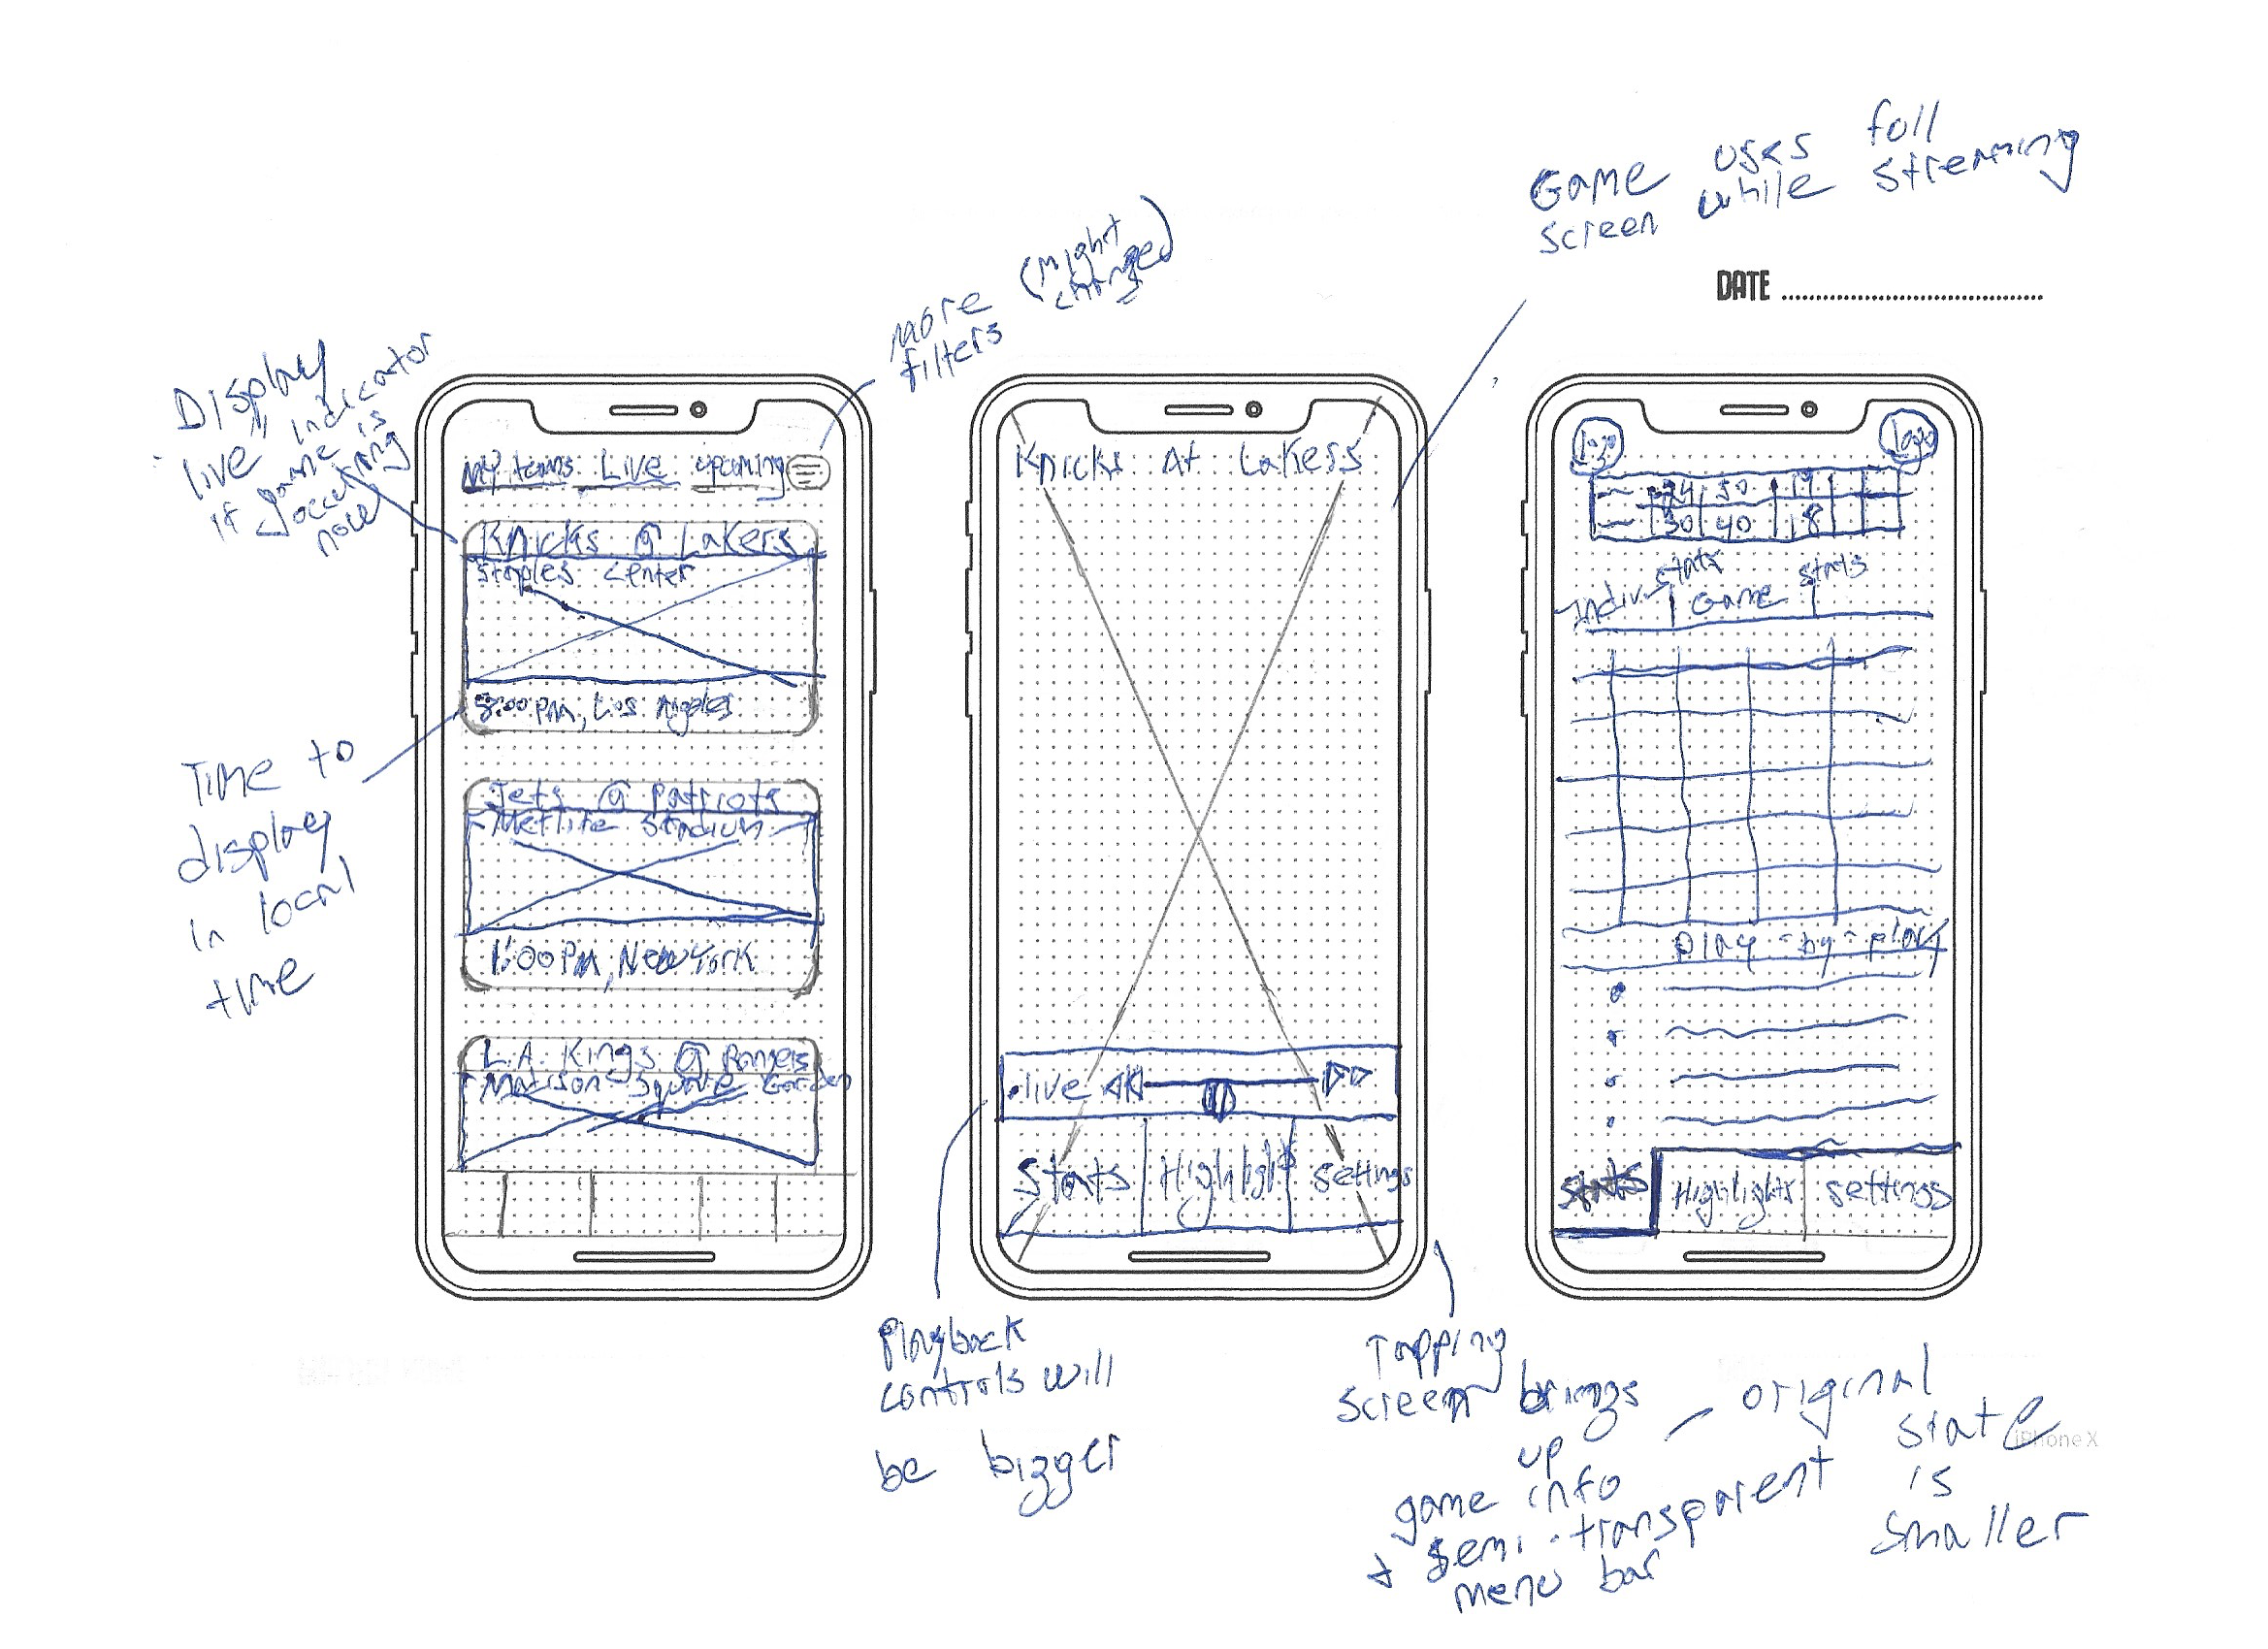 Game uses full
screen while streaming
DATE
more (might
filters changed)
Display
"live" indicator
if game is
occurring
now
Time to
display
in local
time
My teams Live upcoming
Knicks @ Lakers
Staples Center
8:00 PM, Los Angeles
Jets @ Patriots
Metlife Stadium
1:00 PM, New York
L.A. Kings @ Rangers
Madison Square Garden
Knicks At Lakers
live
Stats Highlights settings
Playback
controls will
be bigger
Tapping
screen brings
up
game info
+ semi-transparent
menu bar
- original
state
is
smaller
iPhone X
logo logo
24 30 19
30 40 18
Indiv. stats Game stats
play-by-play
stats Highlights settings